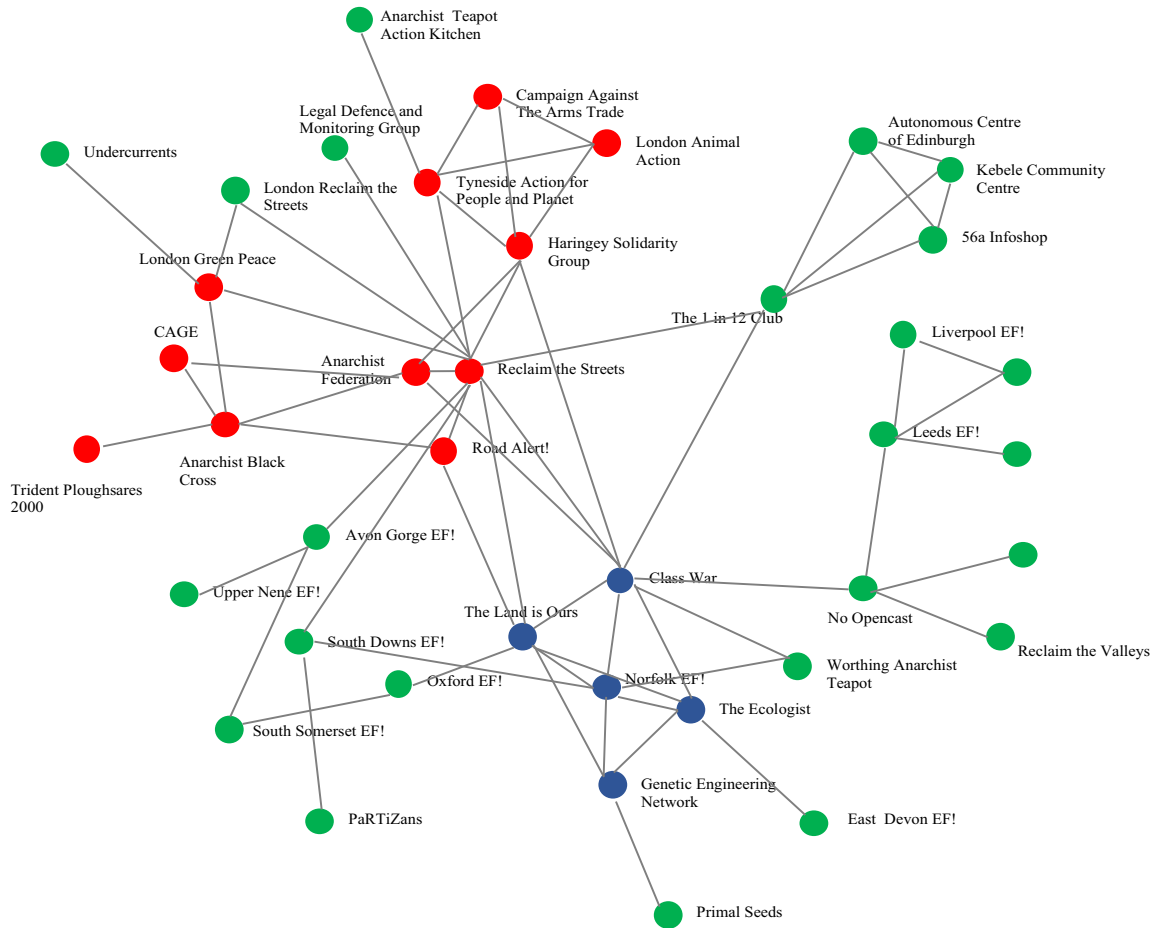 Anarchist  Teapot
Action Kitchen
Campaign Against
The Arms Trade
Legal Defence and
Monitoring Group
London Animal
Action
Autonomous Centre
of Edinburgh
Undercurrents
Kebele Community
Centre
London Reclaim the
Streets
Tyneside Action for
People and Planet
56a Infoshop
Haringey Solidarity
Group
London Green Peace
The 1 in 12 Club
CAGE
Liverpool EF!
Anarchist
Federation
Reclaim the Streets
Leeds EF!
Road Alert!
Anarchist Black
Cross
Trident Ploughsares
2000
Avon Gorge EF!
Upper Nene EF!
Class War
The Land is Ours
No Opencast
South Downs EF!
Reclaim the Valleys
Worthing Anarchist
Teapot
Oxford EF!
Norfolk EF!
The Ecologist
South Somerset EF!
Genetic Engineering
Network
PaRTiZans
East  Devon EF!
Primal Seeds